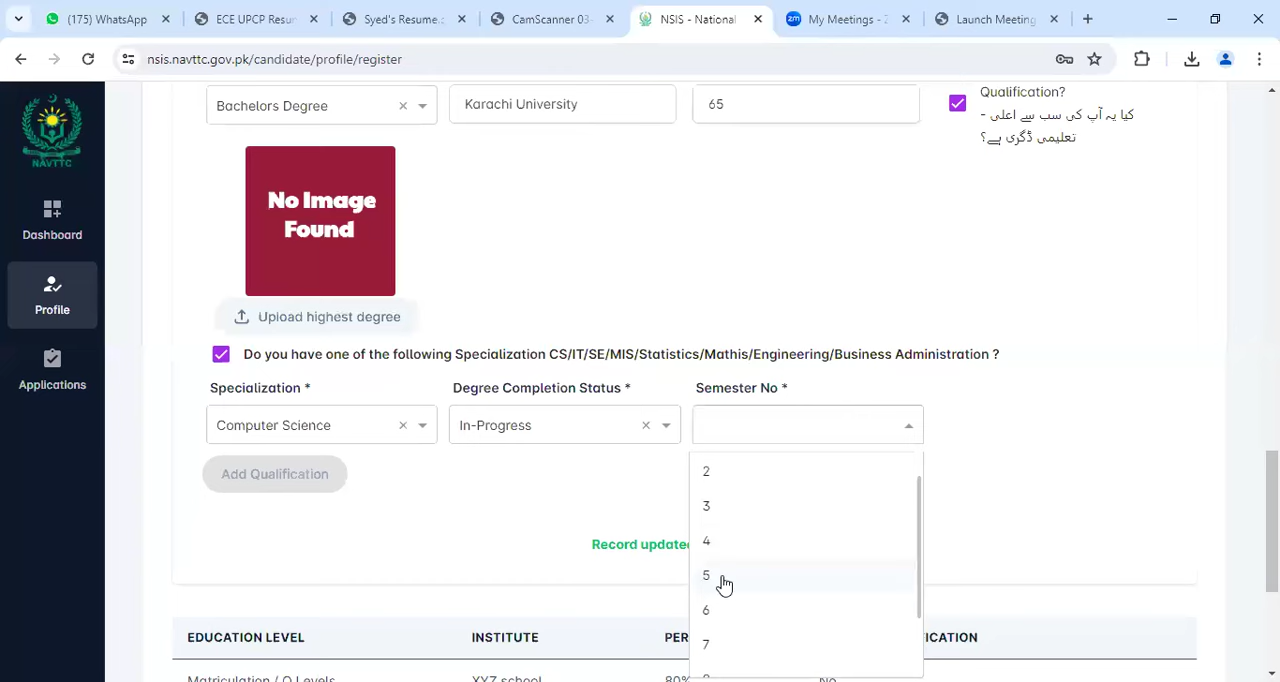 (175) WhatsApp
ECE UPCP Resur
Syed's Resume.p
CamScanner 03-
NSIS - National
My Meetings - Z
Launch Meeting
nsis.navttc.gov.pk/candidate/profile/register
NAVTTC
Dashboard
Profile
Applications
Bachelors Degree
Karachi University
65
Qualification?
کیا یہ آپ کی سب سے اعلی -
تعلیمی ڈگری ہے؟
No Image
Found
Upload highest degree
Do you have one of the following Specialization CS/IT/SE/MIS/Statistics/Mathis/Engineering/Business Administration ?
Specialization * Degree Completion Status * Semester No *
Computer Science In-Progress
Add Qualification
2
3
4
5
6
7
Record updated
EDUCATION LEVEL INSTITUTE PER ICATION
Matriculation / O Levels XYZ school 80% No